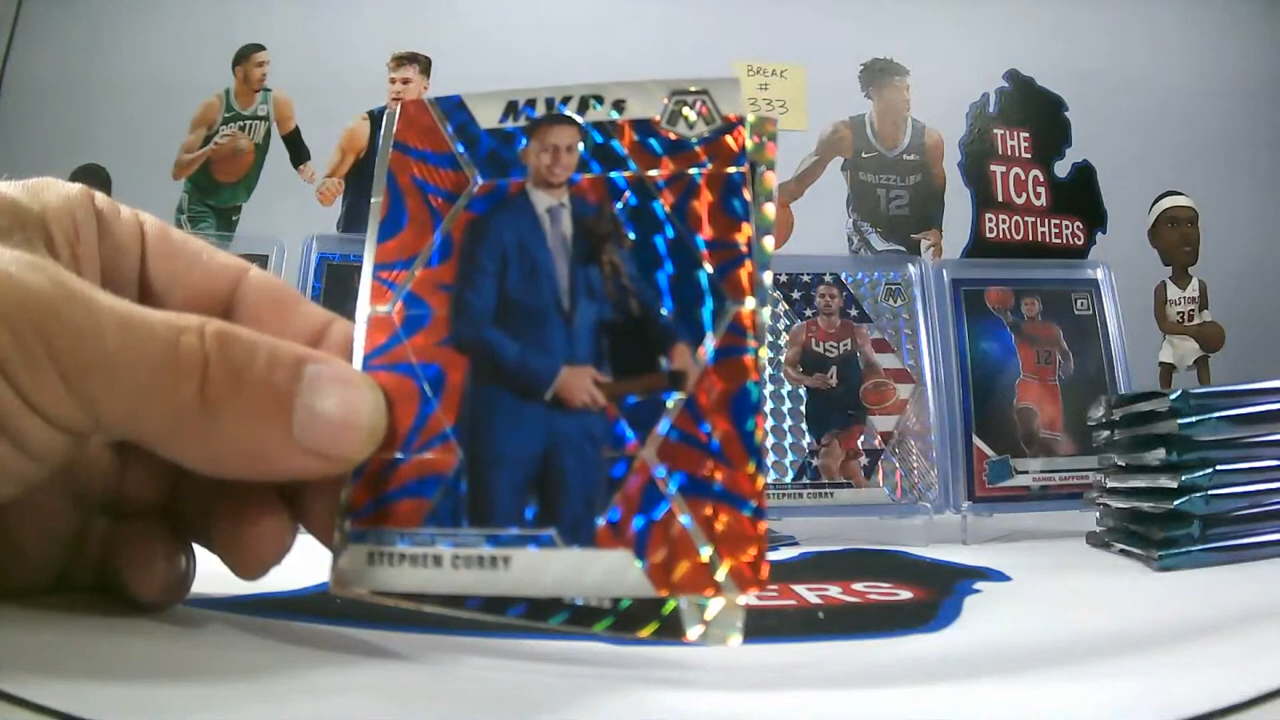 BREAK
#
333
MVPs
BOSTON
FedEx
GRIZZLIES
12
THE
TCG
BROTHERS
USA
4
STEPHEN CURRY
12
DANIEL GAFFORD
PISTONS
36
STEPHEN CURRY
ERS